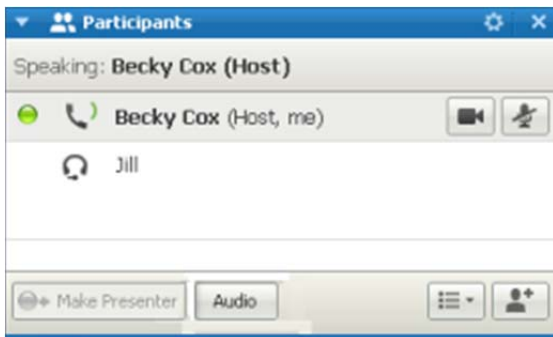 Participants
Speaking: Becky Cox (Host)
Becky Cox (Host, me)
Jill
Make Presenter Audio